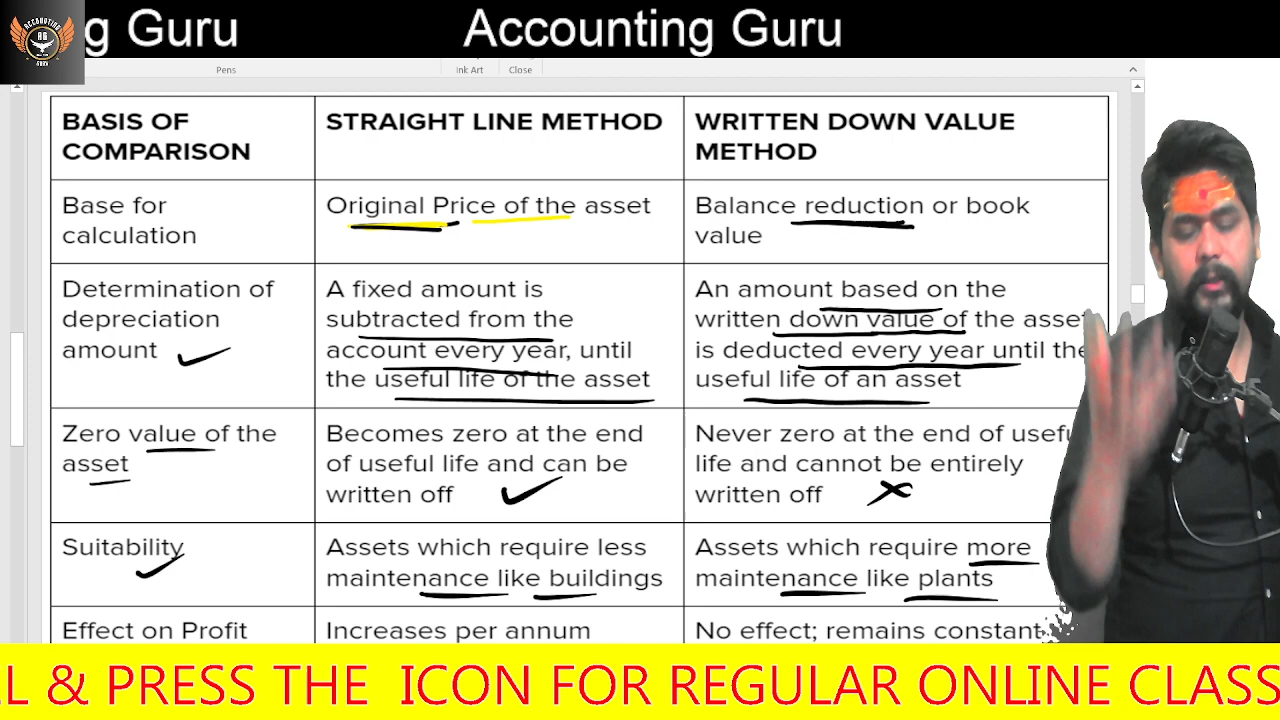 g Guru Accounting Guru
ACCOUNTING
AG
GURU
Pens Ink Art Close
BASIS OF
COMPARISON
STRAIGHT LINE METHOD
WRITTEN DOWN VALUE
METHOD
Base for
calculation
Original Price of the asset
Balance reduction or book
value
Determination of
depreciation
amount
A fixed amount is
subtracted from the
account every year, until
the useful life of the asset
An amount based on the
written down value of the asset
is deducted every year until the
useful life of an asset
Zero value of the
asset
Becomes zero at the end
of useful life and can be
written off
Never zero at the end of usefu
life and cannot be entirely
written off
Suitability
Assets which require less
maintenance like buildings
Assets which require more
maintenance like plants
Effect on Profit
Increases per annum
No effect; remains constant
L & PRESS THE ICON FOR REGULAR ONLINE CLASS